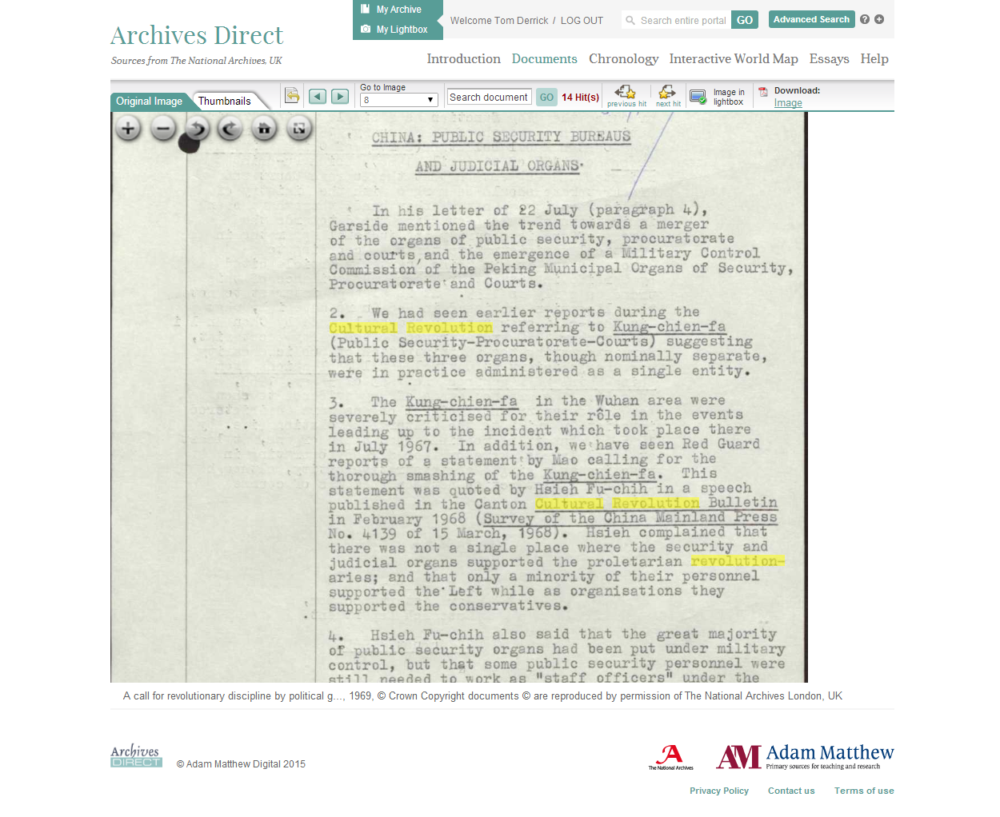 My Archive
My Lightbox
Welcome Tom Derrick / LOG OUT
Search entire portal
GO
Advanced Search
?
Archives Direct
Sources from The National Archives, UK
Introduction Documents Chronology Interactive World Map Essays Help
Original Image
Thumbnails
Go to Image
8
Search document
GO
14 Hit(s)
previous hit
next hit
Image in
lightbox
Download:
Image
CHINA: PUBLIC SECURITY BUREAUS
AND JUDICIAL ORGANS.
In his letter of 22 July (paragraph 4),
Garside mentioned the trend towards a merger
of the organs of public security, procuratorate
and courts, and the emergence of a Military Control
Commission of the Peking Municipal Organs of Security,
Procuratorate and Courts.
2. We had seen earlier reports during the
Cultural Revolution referring to Kung-chien-fa
(Public Security-Procuratorate-Courts) suggesting
that these three organs, though nominally separate,
were in practice administered as a single entity.
3. The Kung-chien-fa in the Wuhan area were
severely criticised for their rôle in the events
leading up to the incident which took place there
in July 1967. In addition, we have seen Red Guard
reports of a statement by Mao calling for the
thorough smashing of the Kung-chien-fa. This
statement was quoted by Hsieh Fu-chih in a speech
published in the Canton Cultural Revolution Bulletin
in February 1968 (Survey of the China Mainland Press
No. 4139 of 15 March, 1968). Hsieh complained that
there was not a single place where the security and
judicial organs supported the proletarian revolution-
aries; and that only a minority of their personnel
supported the Left while as organisations they
supported the conservatives.
4. Hsieh Fu-chih also said that the great majority
of public security organs had been put under military
control, but that some public security personnel were
still needed to work as "staff officers" under the
A call for revolutionary discipline by political g..., 1969, © Crown Copyright documents © are reproduced by permission of The National Archives London, UK
Archives
DIRECT
© Adam Matthew Digital 2015
A
The National Archives
AM Adam Matthew
Primary sources for teaching and research
Privacy Policy Contact us Terms of use